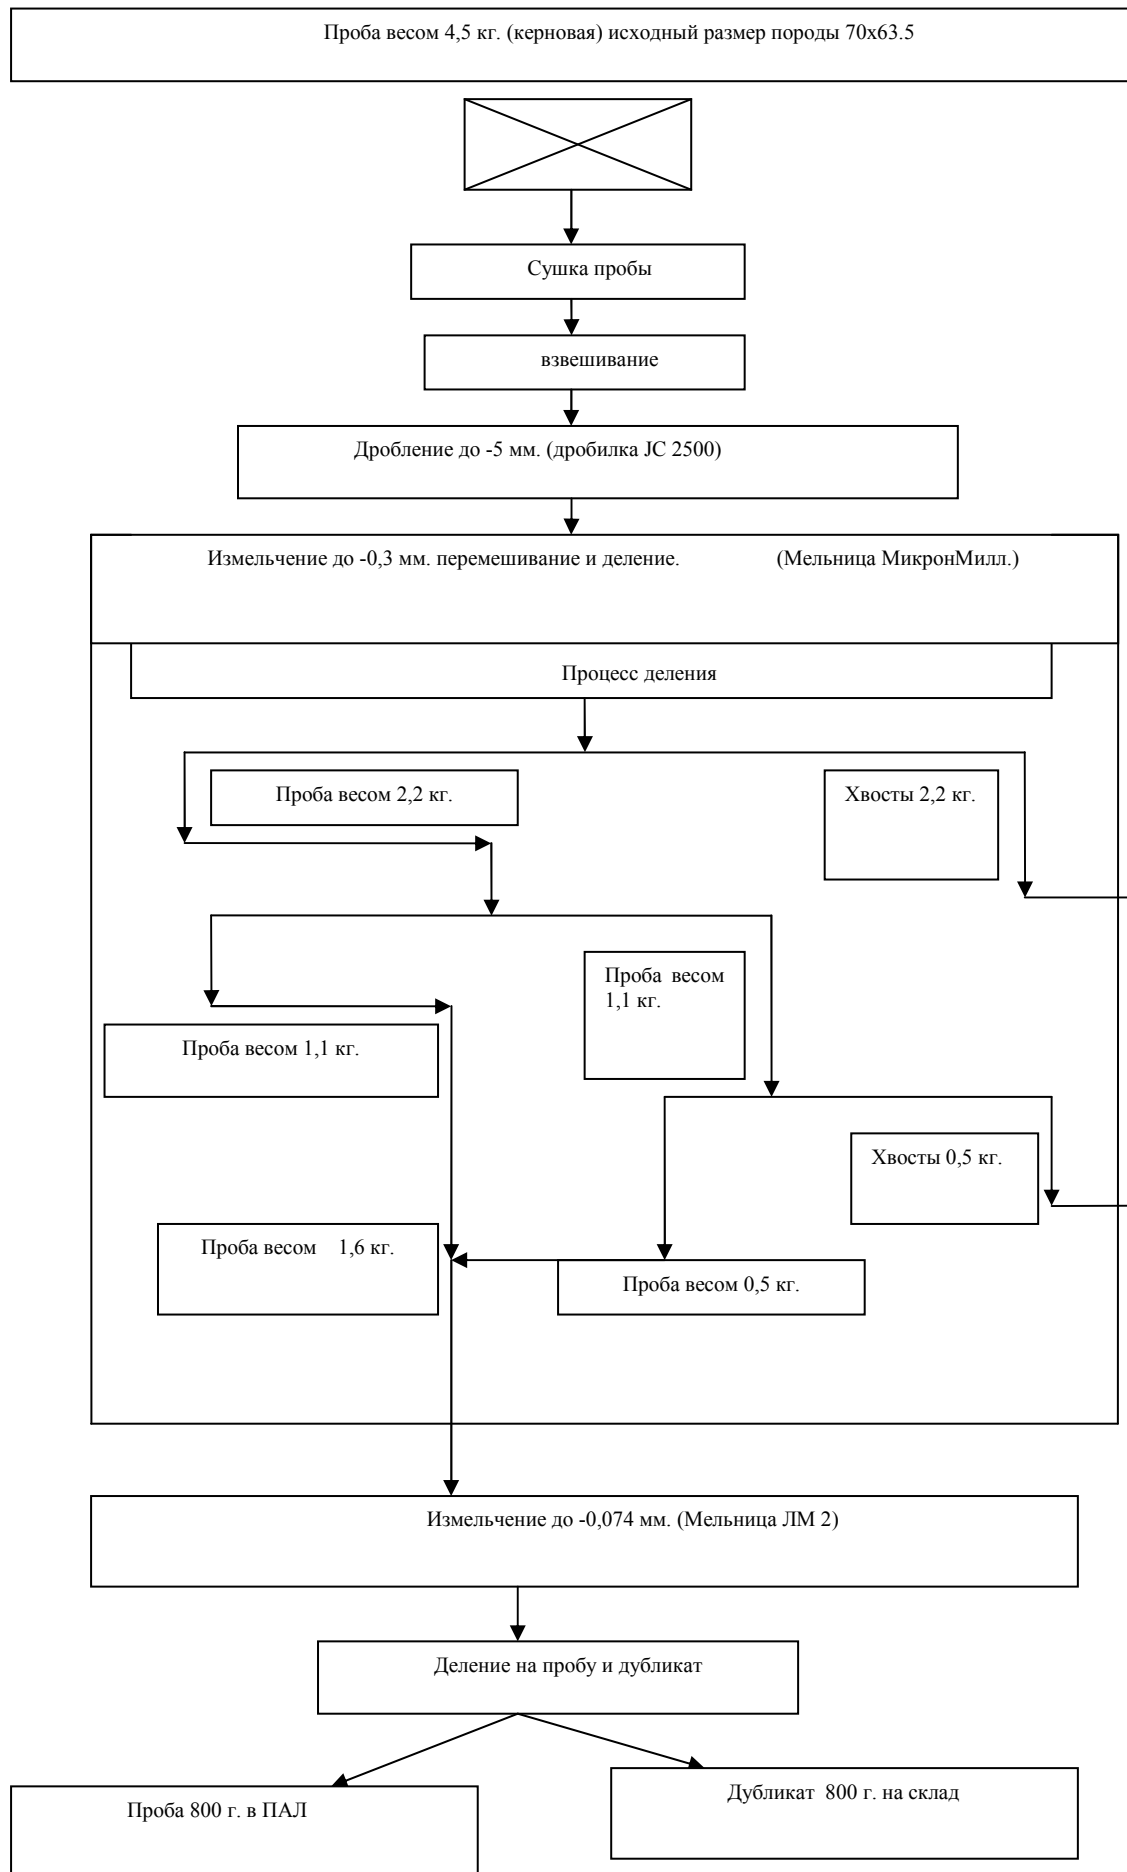 Проба весом 4,5 кг. (керновая) исходный размер породы 70х63.5
Сушка пробы
взвешивание
Дробление до -5 мм. (дробилка JC 2500)
Измельчение до -0,3 мм. перемешивание и деление. (Мельница МикронМилл.)
Процесс деления
Проба весом 2,2 кг.
Хвосты 2,2 кг.
Проба весом
1,1 кг.
Проба весом 1,1 кг.
Хвосты 0,5 кг.
Проба весом 1,6 кг.
Проба весом 0,5 кг.
Измельчение до -0,074 мм. (Мельница ЛМ 2)
Деление на пробу и дубликат
Проба 800 г. в ПАЛ
Дубликат 800 г. на склад